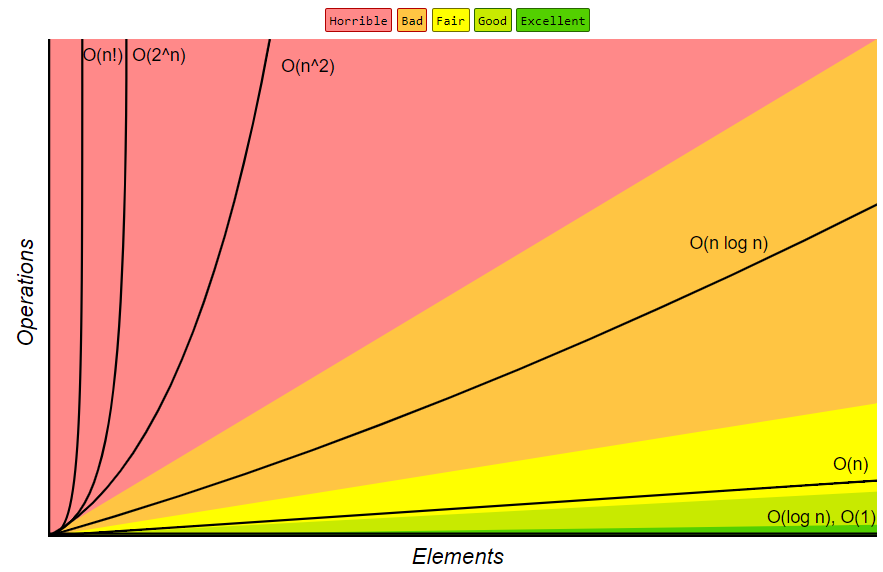 Horrible Bad Fair Good Excellent
O(n!) O(2^n)
O(n^2)
O(n log n)
O(n)
O(log n), O(1)
Operations
Elements